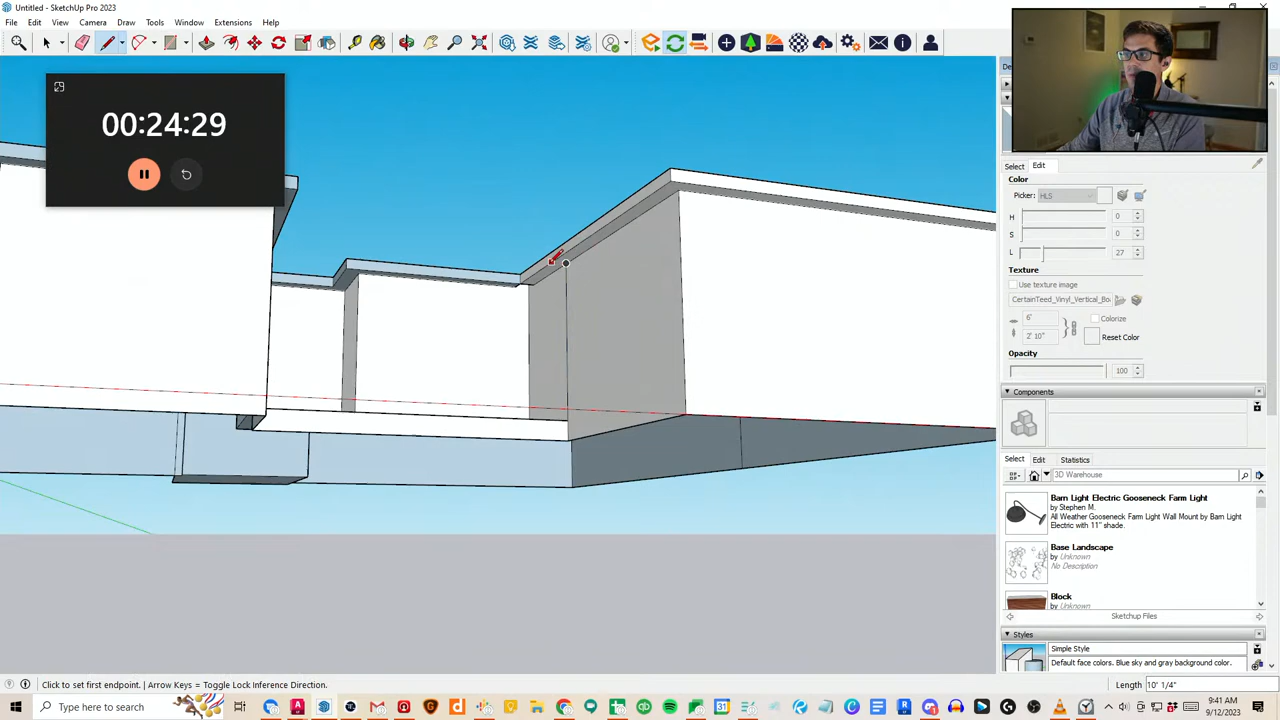 Untitled - SketchUp Pro 2023
File Edit View Camera Draw Tools Window Extensions Help
00:24:29
Select Edit
Color
Picker: HLS
H 0
S 0
L 27
Texture
Use texture image
CertainTeed_Vinyl_Vertical_Bo
6' Colorize
2' 10" Reset Color
Opacity
100
Components
Select Edit Statistics
3D Warehouse
Barn Light Electric Gooseneck Farm Light
by Stephen M.
All Weather Gooseneck Farm Light Wall Mount by Barn Light
Electric with 11" shade.
Base Landscape
by Unknown
No Description
Block
by Unknown
Sketchup Files
Styles
Simple Style
Default face colors. Blue sky and gray background color.
Click to set first endpoint. | Arrow Keys = Toggle Lock Inference Direction.
Length 10' 1/4"
Type here to search
9:41 AM
9/12/2023